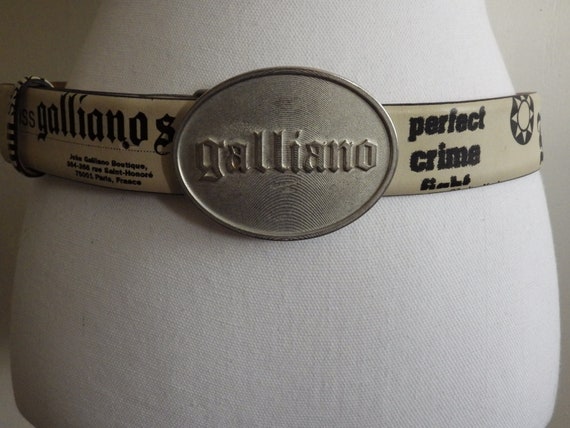 galliano
John Galliano Boutique,
384-386 rue Saint-Honoré
75001, Paris, France
galliano
perfect
crime